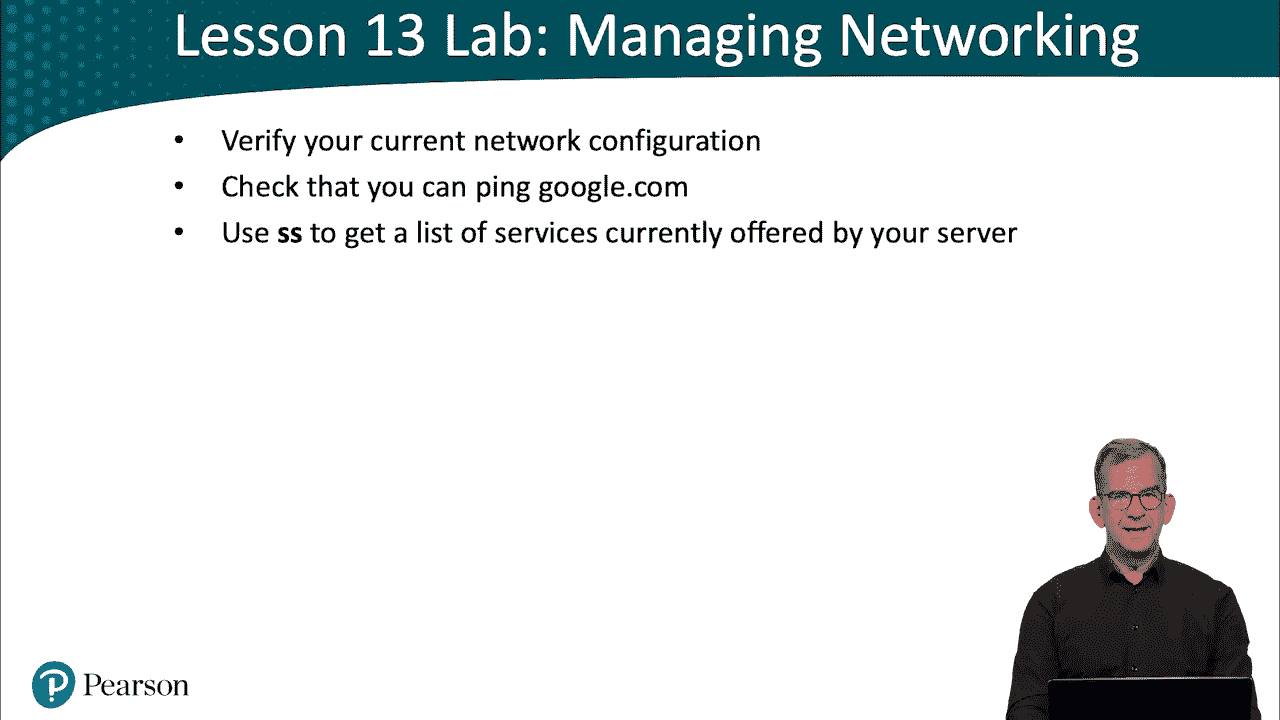 Lesson 13 Lab: Managing Networking
• Verify your current network configuration
• Check that you can ping google.com
• Use ss to get a list of services currently offered by your server
Pearson